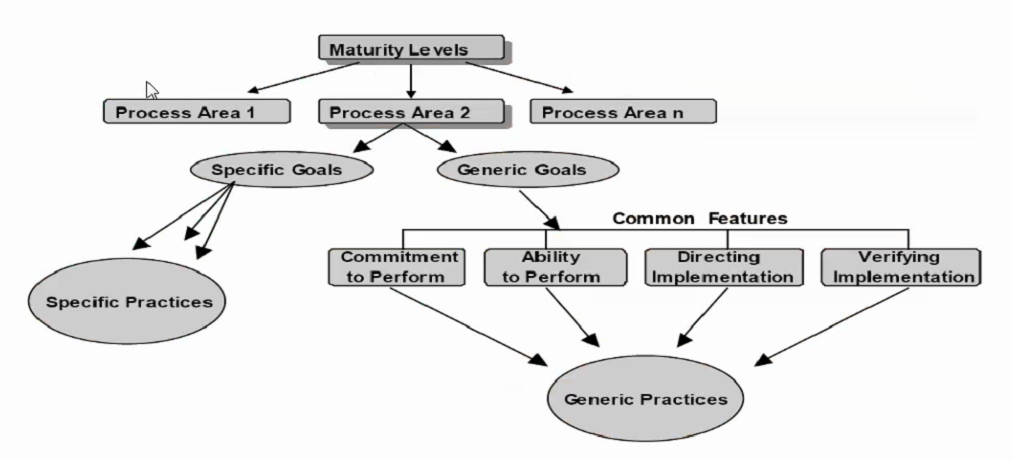 Maturity Levels
Process Area 1
Process Area 2
Process Area n
Specific Goals
Generic Goals
Common Features
Commitment
to Perform
Ability
to Perform
Directing
Implementation
Verifying
Implementation
Specific Practices
Generic Practices